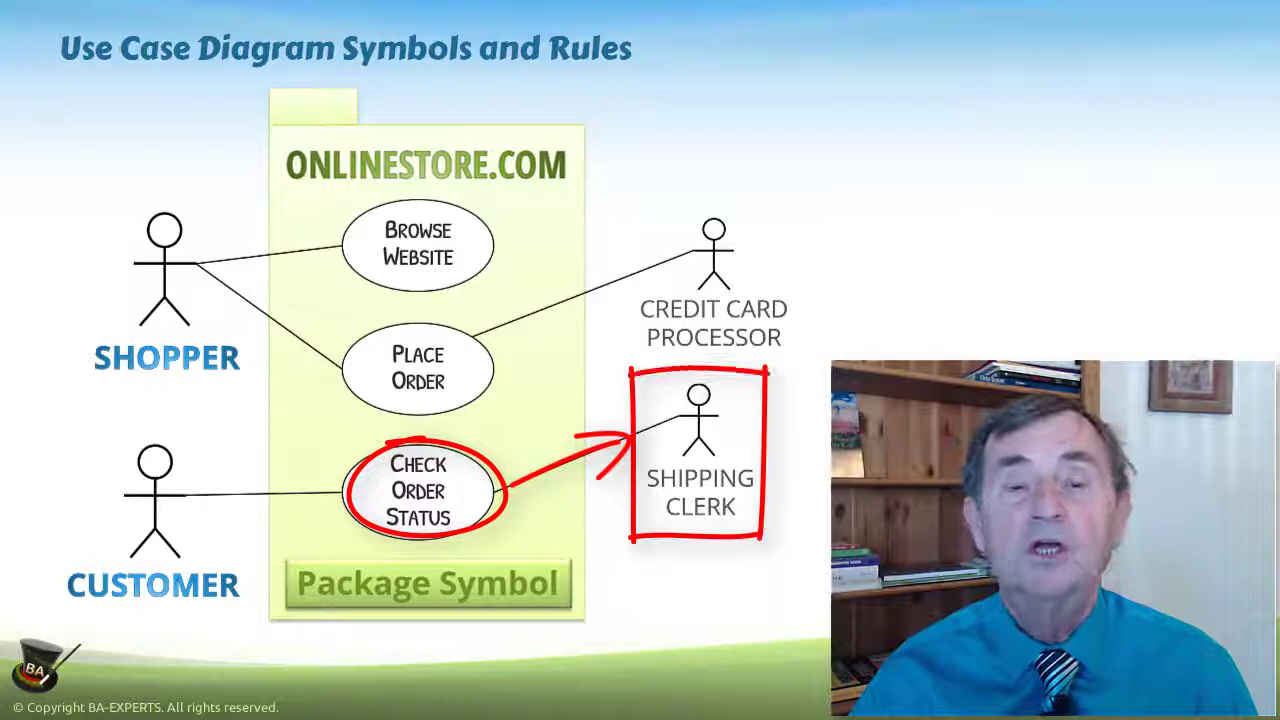 Use Case Diagram Symbols and Rules
ONLINESTORE.COM
BROWSE
WEBSITE
PLACE
ORDER
CHECK
ORDER
STATUS
SHOPPER
CUSTOMER
CREDIT CARD
PROCESSOR
SHIPPING
CLERK
Package Symbol
BA
© Copyright BA-EXPERTS. All rights reserved.